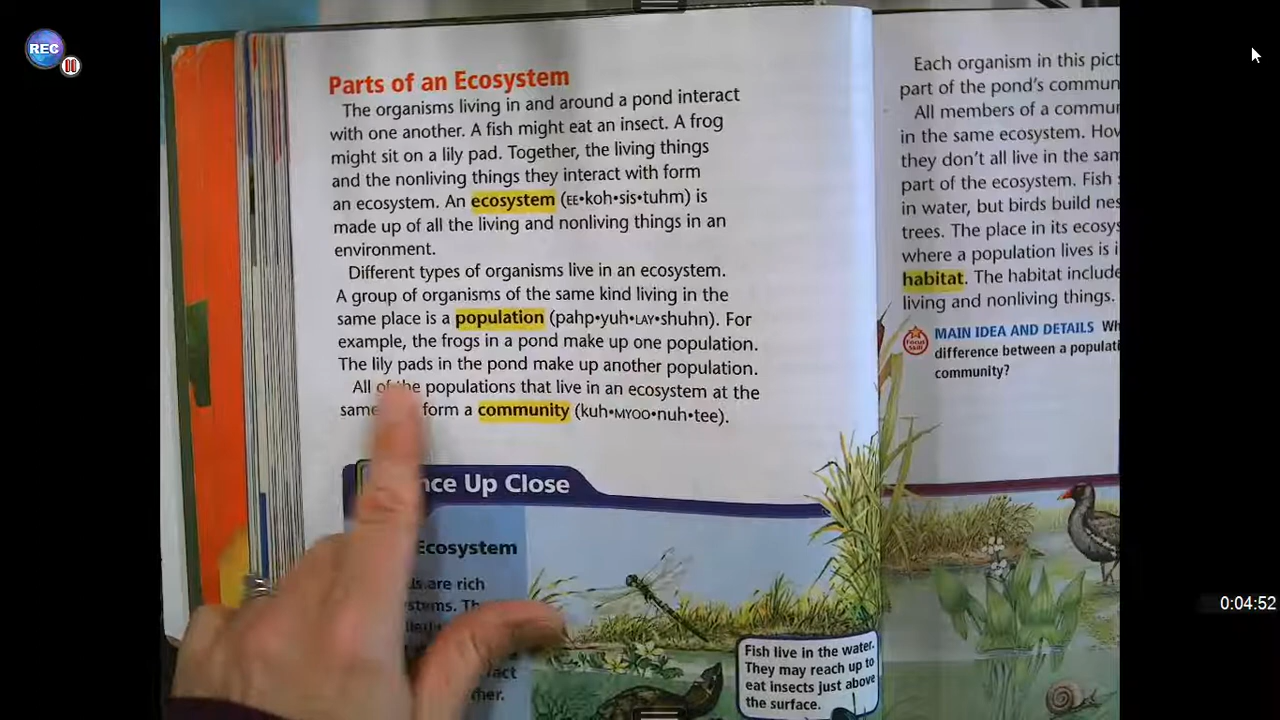 REC
Parts of an Ecosystem
The organisms living in and around a pond interact
with one another. A fish might eat an insect. A frog
might sit on a lily pad. Together, the living things
and the nonliving things they interact with form
an ecosystem. An ecosystem (EE•koh•sis•tuhm) is
made up of all the living and nonliving things in an
environment.
Different types of organisms live in an ecosystem.
A group of organisms of the same kind living in the
same place is a population (pahp•yuh•LAY•shuhn). For
example, the frogs in a pond make up one population.
The lily pads in the pond make up another population.
All of the populations that live in an ecosystem at the
same form a community (kuh•MYOO•nuh•tee).
Up Close
Ecosystem
are rich
Fish live in the water.
They may reach up to
eat insects just above
the surface.
Each organism in this
part of the pond's
All members of a
in the same ecosystem.
they don't all live in the
part of the ecosystem. Fish
in water, but birds build
trees. The place in its
where a population lives is
habitat. The habitat
living and nonliving things.
Focus
Skill
MAIN IDEA AND DETAILS
difference between a
community?
0:04:52